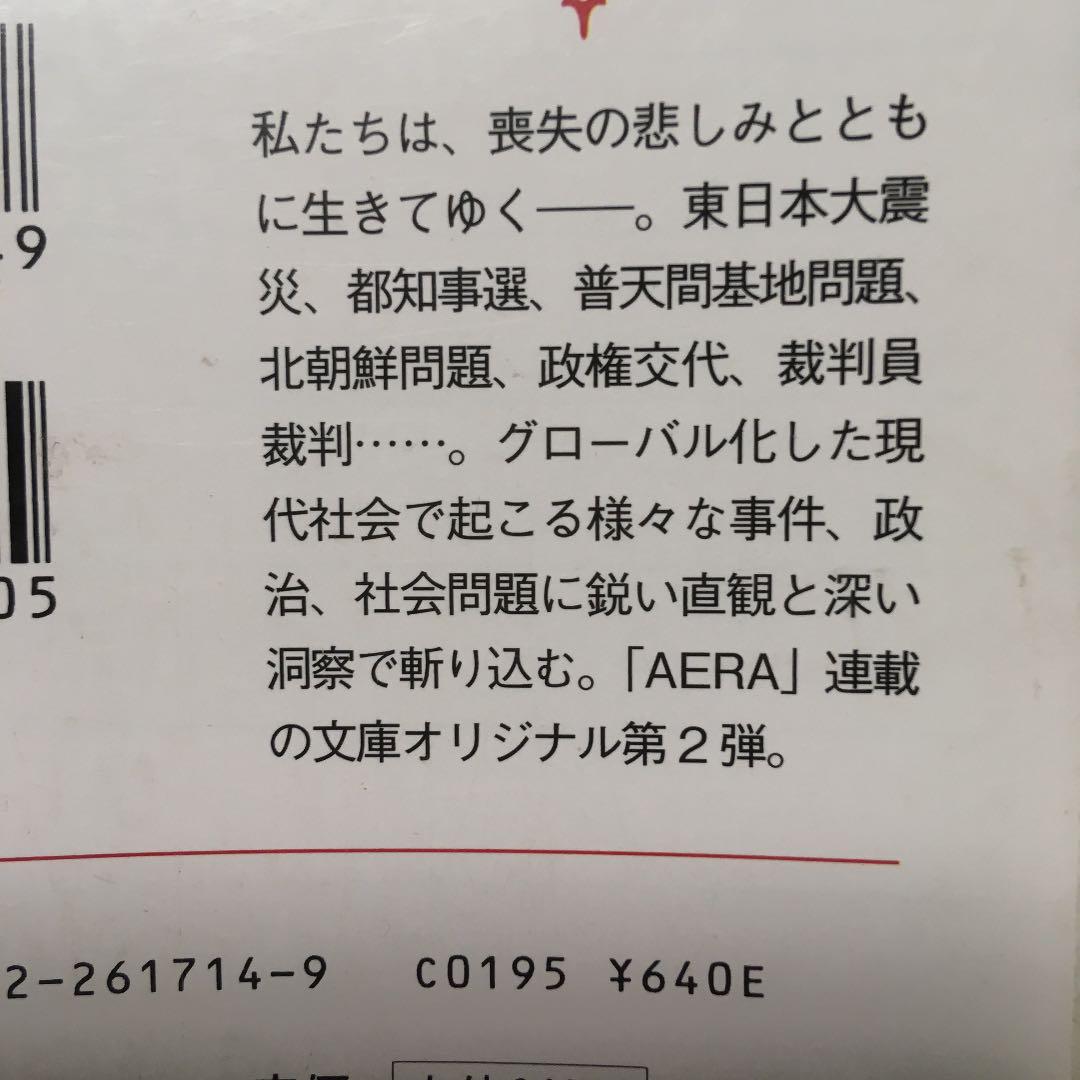 私たちは、喪失の悲しみととも
に生きてゆく――。東日本大震
災、都知事選、普天間基地問題、
北朝鮮問題、政権交代、裁判員
裁判……。グローバル化した現
代社会で起こる様々な事件、政
治、社会問題に鋭い直観と深い
洞察で斬り込む。「AERA」連載
の文庫オリジナル第2弾。
9
05
2-261714-9 C0195 ¥640E